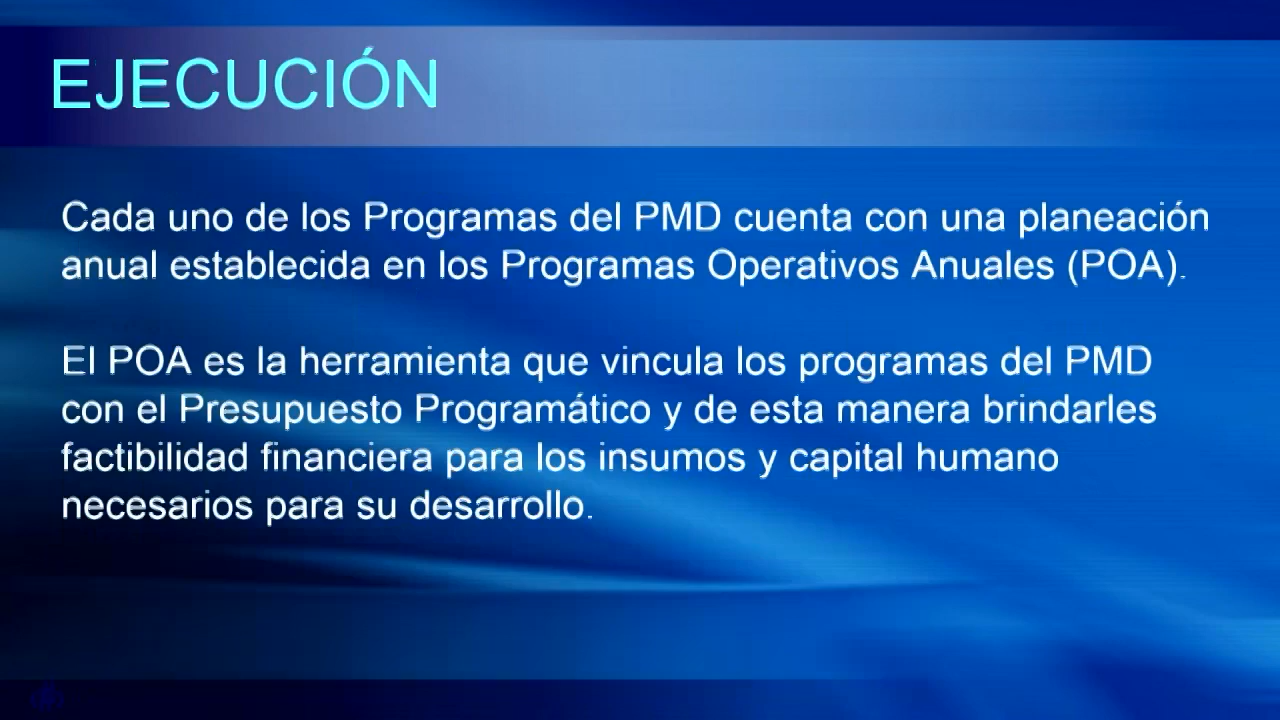 EJECUCIÓN
Cada uno de los Programas del PMD cuenta con una planeación
anual establecida en los Programas Operativos Anuales (POA).
El POA es la herramienta que vincula los programas del PMD
con el Presupuesto Programático y de esta manera brindarles
factibilidad financiera para los insumos y capital humano
necesarios para su desarrollo.